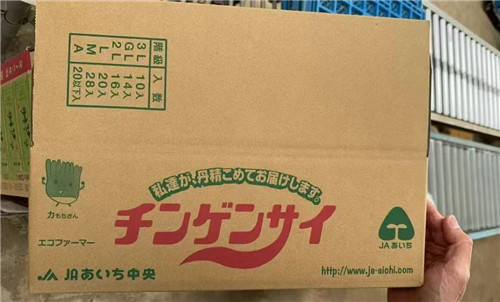 階級 入数
3L 10入
GL 14入
2L 16入
L 20入
M 28入
A 20以下入
私達が、丹精こめてお届けします。
チンゲンサイ
力もちさん
エコファーマー
JA JAあいち中央
JAあいち
http://www.ja-aichi.com